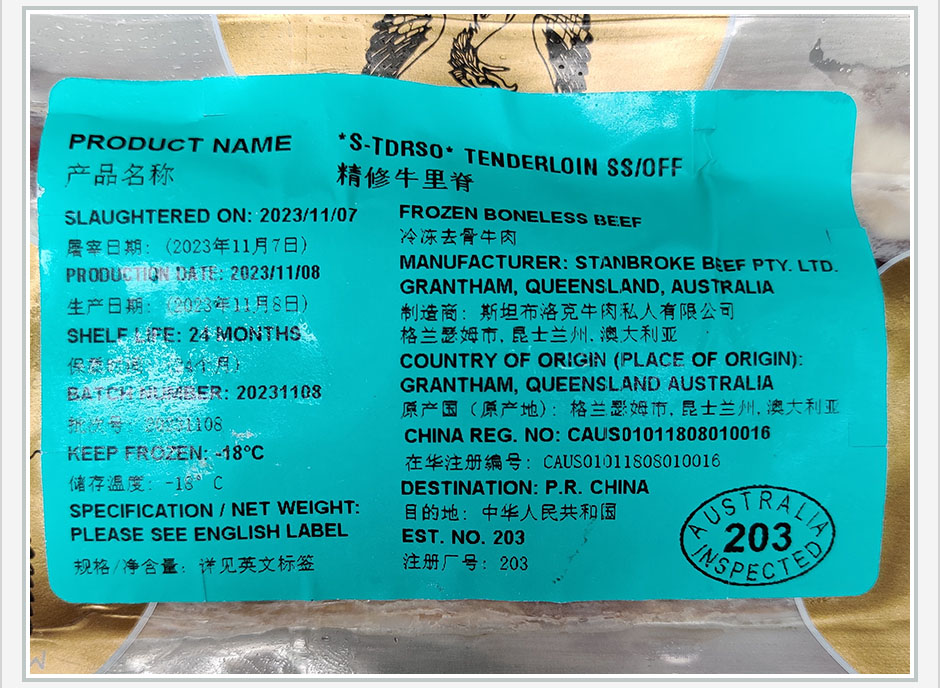 PRODUCT NAME *S-TDRSO* TENDERLOIN SS/OFF
产品名称 精修牛里脊
SLAUGHTERED ON: 2023/11/07
屠宰日期: (2023年11月7日)
PRODUCTION DATE: 2023/11/08
生产日期: (2023年11月8日)
SHELF LIFE: 24 MONTHS
保质 (24个月)
BATCH NUMBER: 20231108
批次号: 20231108
KEEP FROZEN: -18°C
储存温度: -18° C
SPECIFICATION / NET WEIGHT:
PLEASE SEE ENGLISH LABEL
规格/净含量: 详见英文标签
FROZEN BONELESS BEEF
冷冻去骨牛肉
MANUFACTURER: STANBROKE BEEF PTY. LTD.
GRANTHAM, QUEENSLAND, AUSTRALIA
制造商: 斯坦布洛克牛肉私人有限公司
格兰瑟姆市, 昆士兰州, 澳大利亚
COUNTRY OF ORIGIN (PLACE OF ORIGIN):
GRANTHAM, QUEENSLAND AUSTRALIA
原产国 (原产地): 格兰瑟姆市, 昆士兰州, 澳大利亚
CHINA REG. NO: CAUS01011808010016
在华注册编号: CAUS01011808010016
DESTINATION: P.R. CHINA
目的地: 中华人民共和国
EST. NO. 203
注册厂号: 203
AUSTRALIA
203
INSPECTED